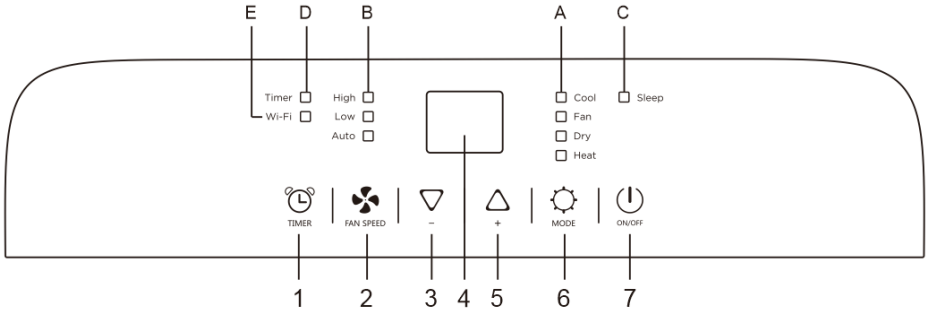 E D B A C
Timer High Cool Sleep
Wi-Fi Low Fan
Auto Dry
Heat
TIMER FAN SPEED − + MODE ON/OFF
1 2 3 4 5 6 7